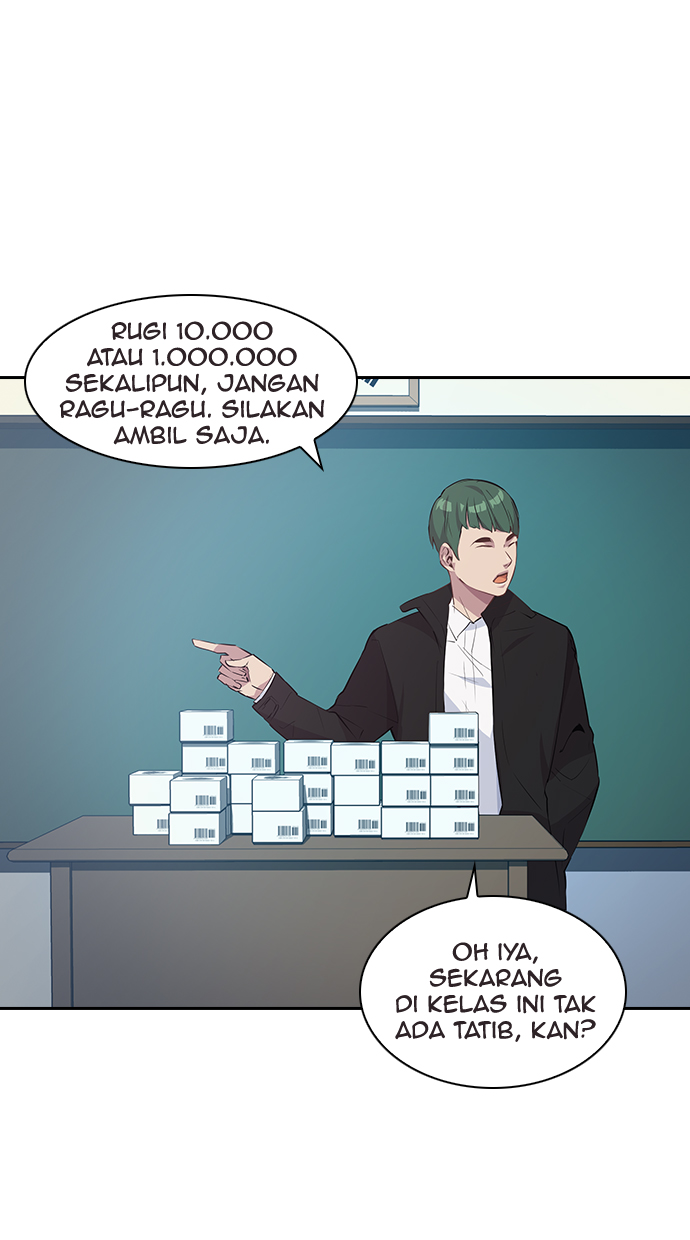 RUGI 10.000
ATAU 1.000.000
SEKALIPUN, JANGAN
RAGU-RAGU. SILAKAN
AMBIL SAJA.
OH IYA,
SEKARANG
DI KELAS INI TAK
ADA TATIB, KAN?